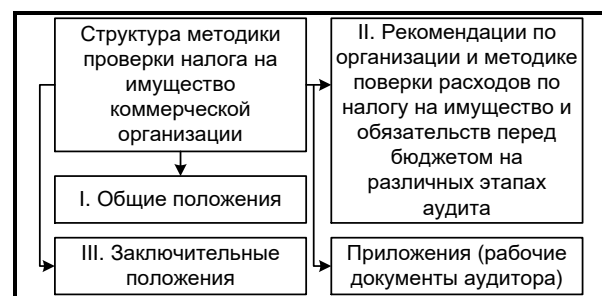 Структура методики
проверки налога на
имущество
коммерческой
организации
I. Общие положения
II. Рекомендации по
организации и методике
поверки расходов по
налогу на имущество и
обязательств перед
бюджетом на
различных этапах
аудита
III. Заключительные
положения
Приложения (рабочие
документы аудитора)